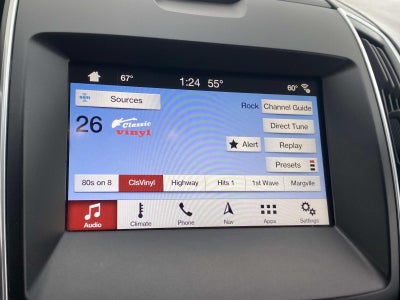 67° 1:24 55° 60°
Sources Rock Channel Guide
26 Classic vinyl Direct Tune
Alert Replay
Presets
80s on 8 ClsVinyl Highway Hits 1 1st Wave Margvlle
Audio Climate Phone Nav Apps Settings